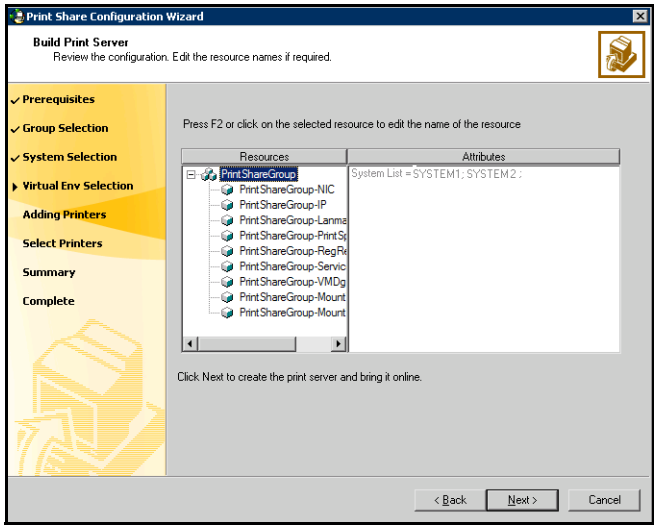 Print Share Configuration Wizard
Build Print Server
Review the configuration. Edit the resource names if required.
Prerequisites
Group Selection
System Selection
Virtual Env Selection
Adding Printers
Select Printers
Summary
Complete
Press F2 or click on the selected resource to edit the name of the resource
Resources Attributes
PrintShareGroup System List = SYSTEM1; SYSTEM2 ;
PrintShareGroup-NIC
PrintShareGroup-IP
PrintShareGroup-Lanma
PrintShareGroup-PrintSp
PrintShareGroup-RegRe
PrintShareGroup-Servic
PrintShareGroup-VMDg
PrintShareGroup-Mount
PrintShareGroup-Mount
Click Next to create the print server and bring it online.
< Back Next > Cancel